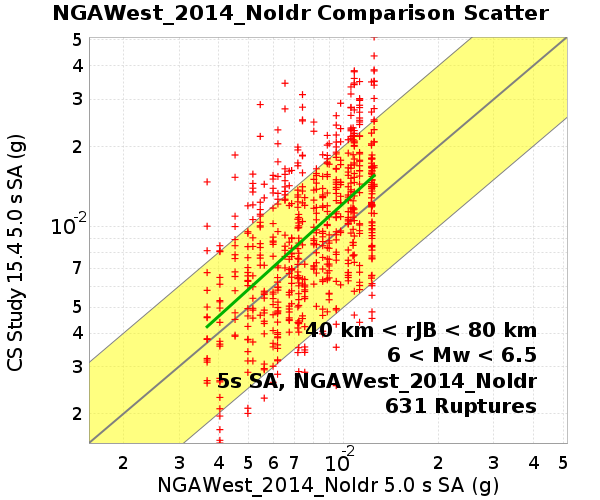 NGAWest_2014_NoIdr Comparison Scatter
CS Study 15.4 5.0 s SA (g)
5
4
3
2
10⁻²
7
5
4
3
2
40 km < rJB < 80 km
6 < Mw < 6.5
5s SA, NGAWest_2014_NoIdr
631 Ruptures
2 3 4 5 6 7 10⁻² 2 3 4 5
NGAWest_2014_NoIdr 5.0 s SA (g)